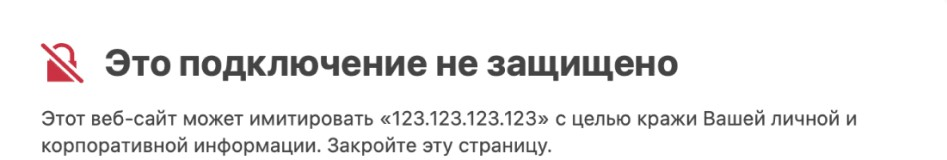 Это подключение не защищено
Этот веб-сайт может имитировать «123.123.123.123» с целью кражи Вашей личной и
корпоративной информации. Закройте эту страницу.